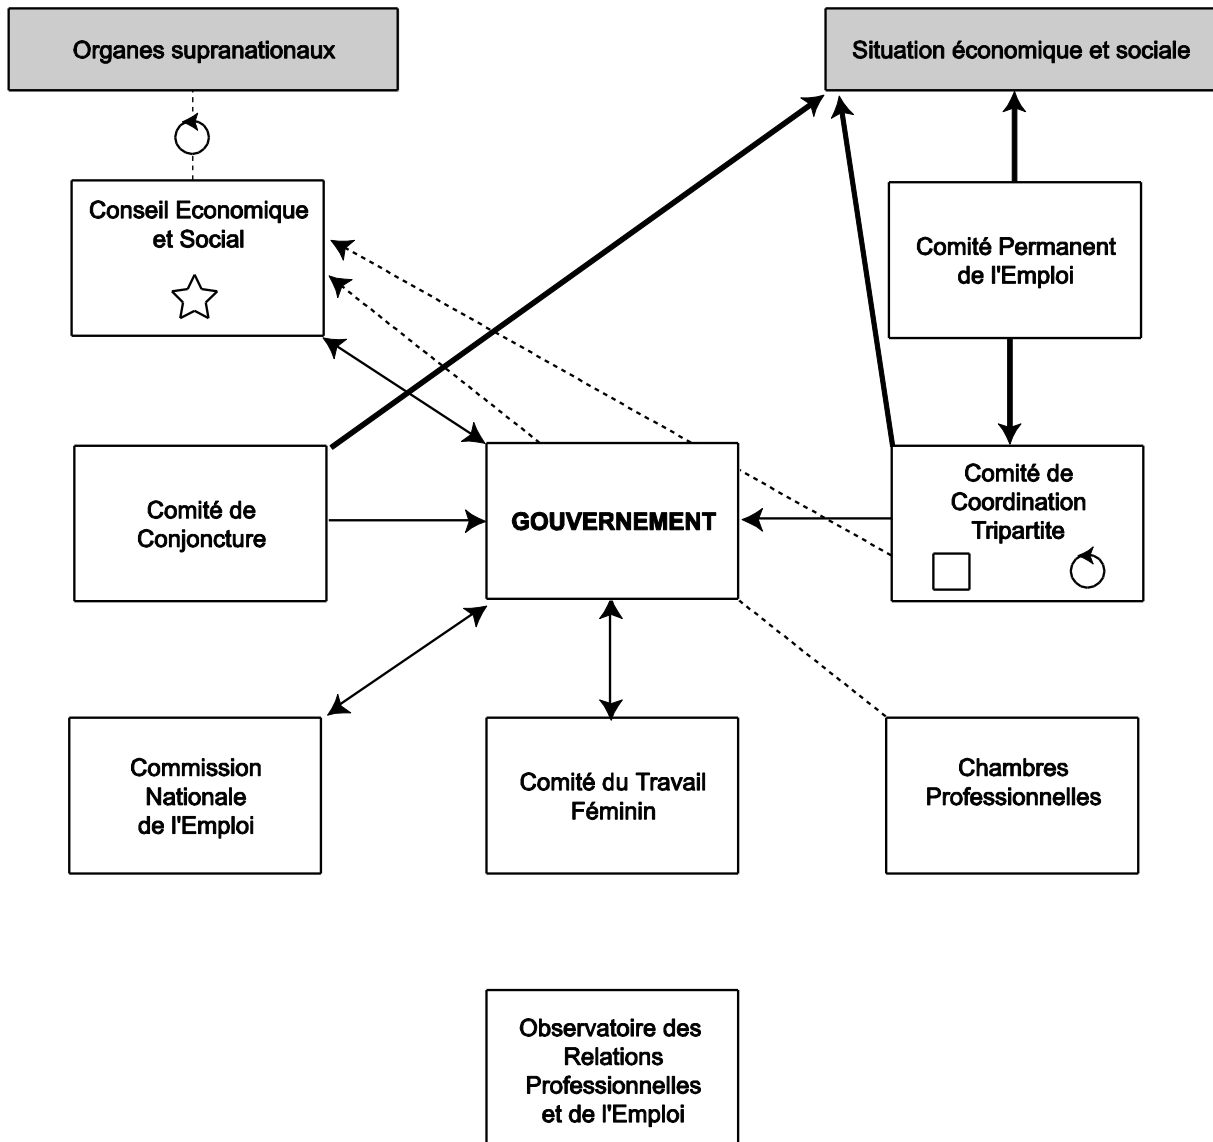 Organes supranationaux
Situation économique et sociale
Conseil Economique
et Social
Comité Permanent
de l'Emploi
Comité de
Conjoncture
GOUVERNEMENT
Comité de
Coordination
Tripartite
Commission
Nationale
de l'Emploi
Comité du Travail
Féminin
Chambres
Professionnelles
Observatoire des
Relations
Professionnelles
et de l'Emploi